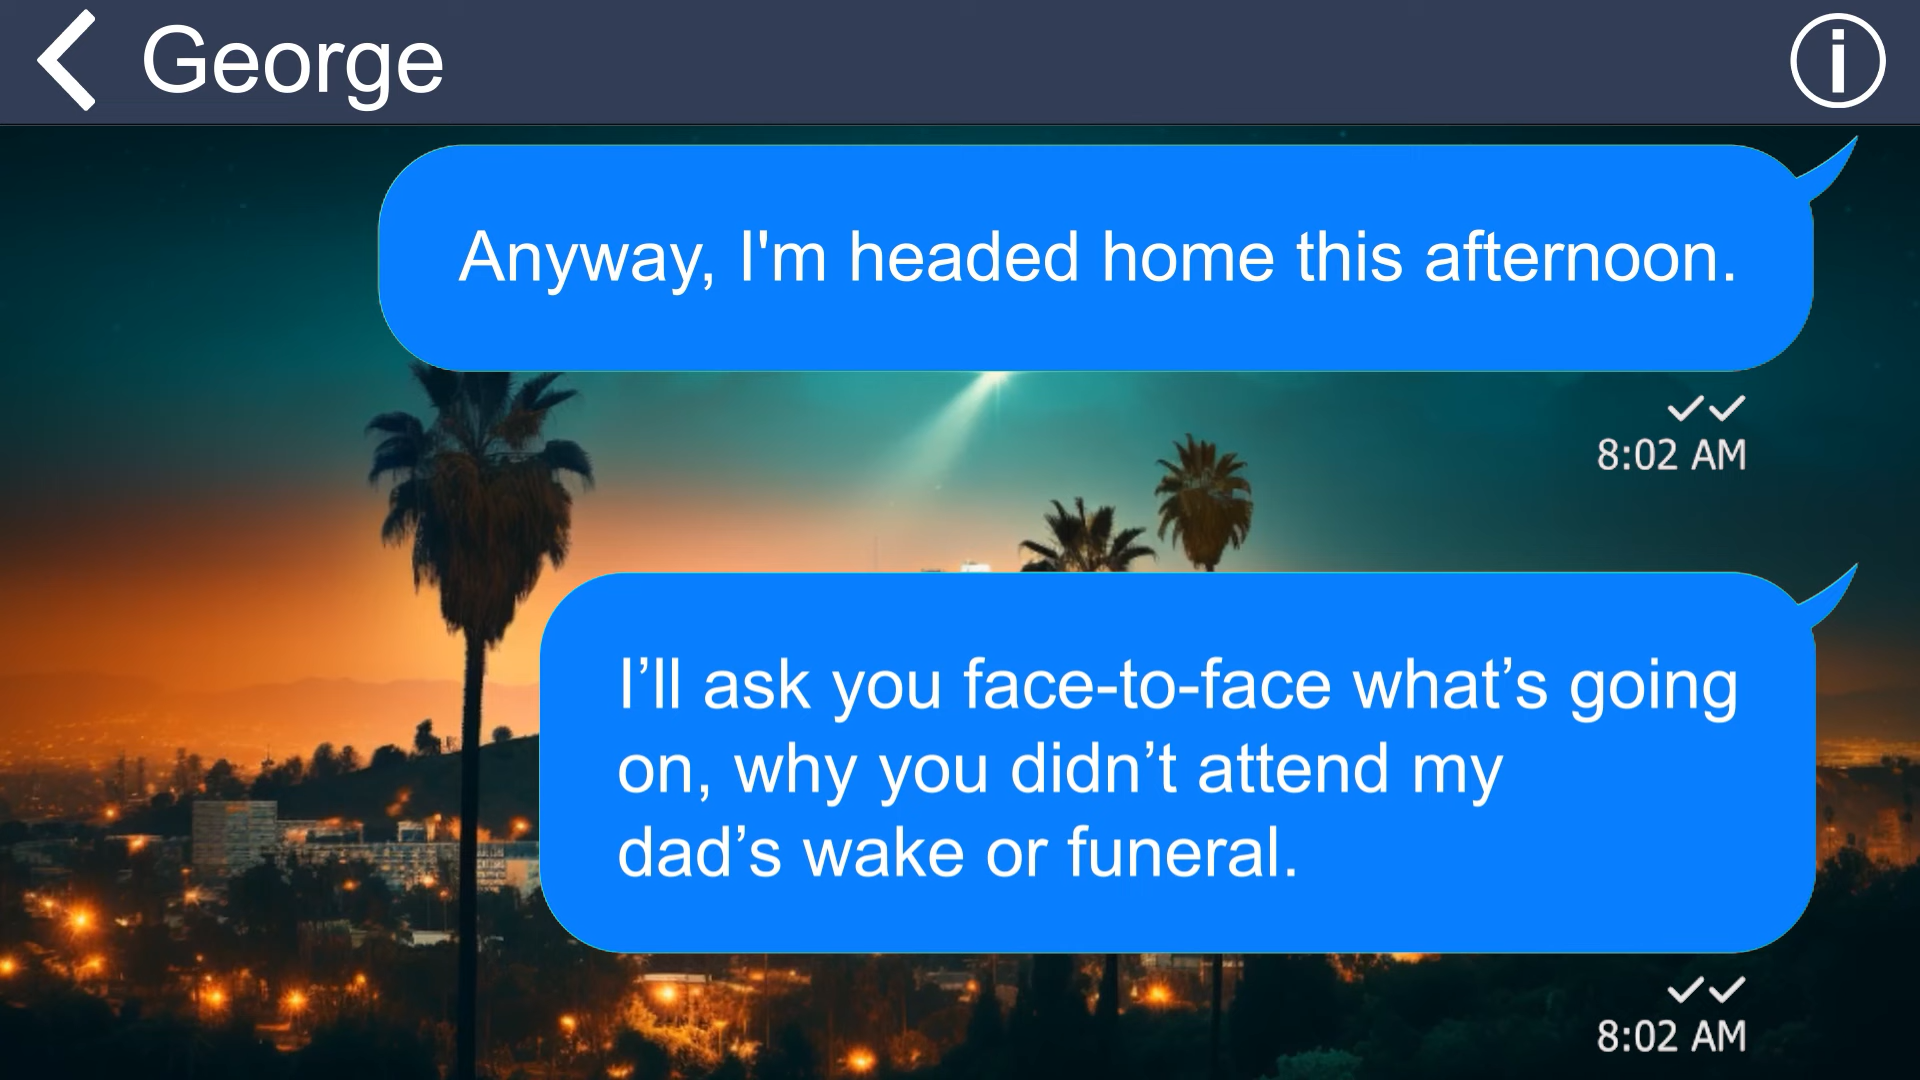 George
Anyway, I'm headed home this afternoon.
8:02 AM
I’ll ask you face-to-face what’s going
on, why you didn’t attend my
dad’s wake or funeral.
8:02 AM